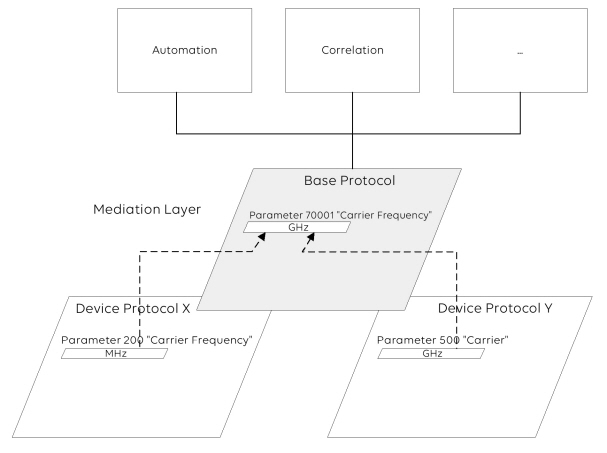 Automation
Correlation
...
Base Protocol
Mediation Layer
Parameter 70001 "Carrier Frequency"
GHz
Device Protocol X
Device Protocol Y
Parameter 200 "Carrier Frequency"
MHz
Parameter 500 "Carrier"
GHz